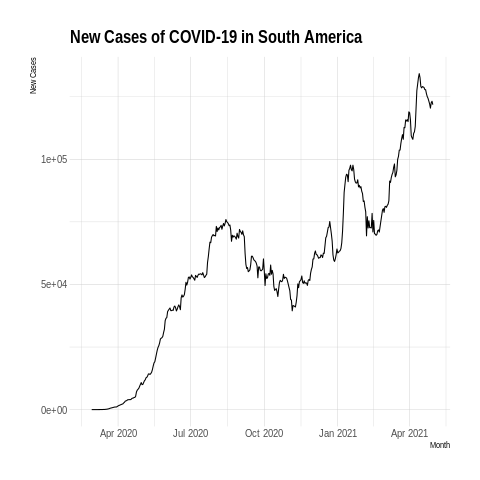 New Cases of COVID-19 in South America
New Cases
1e+05
5e+04
0e+00
Apr 2020 Jul 2020 Oct 2020 Jan 2021 Apr 2021
Month